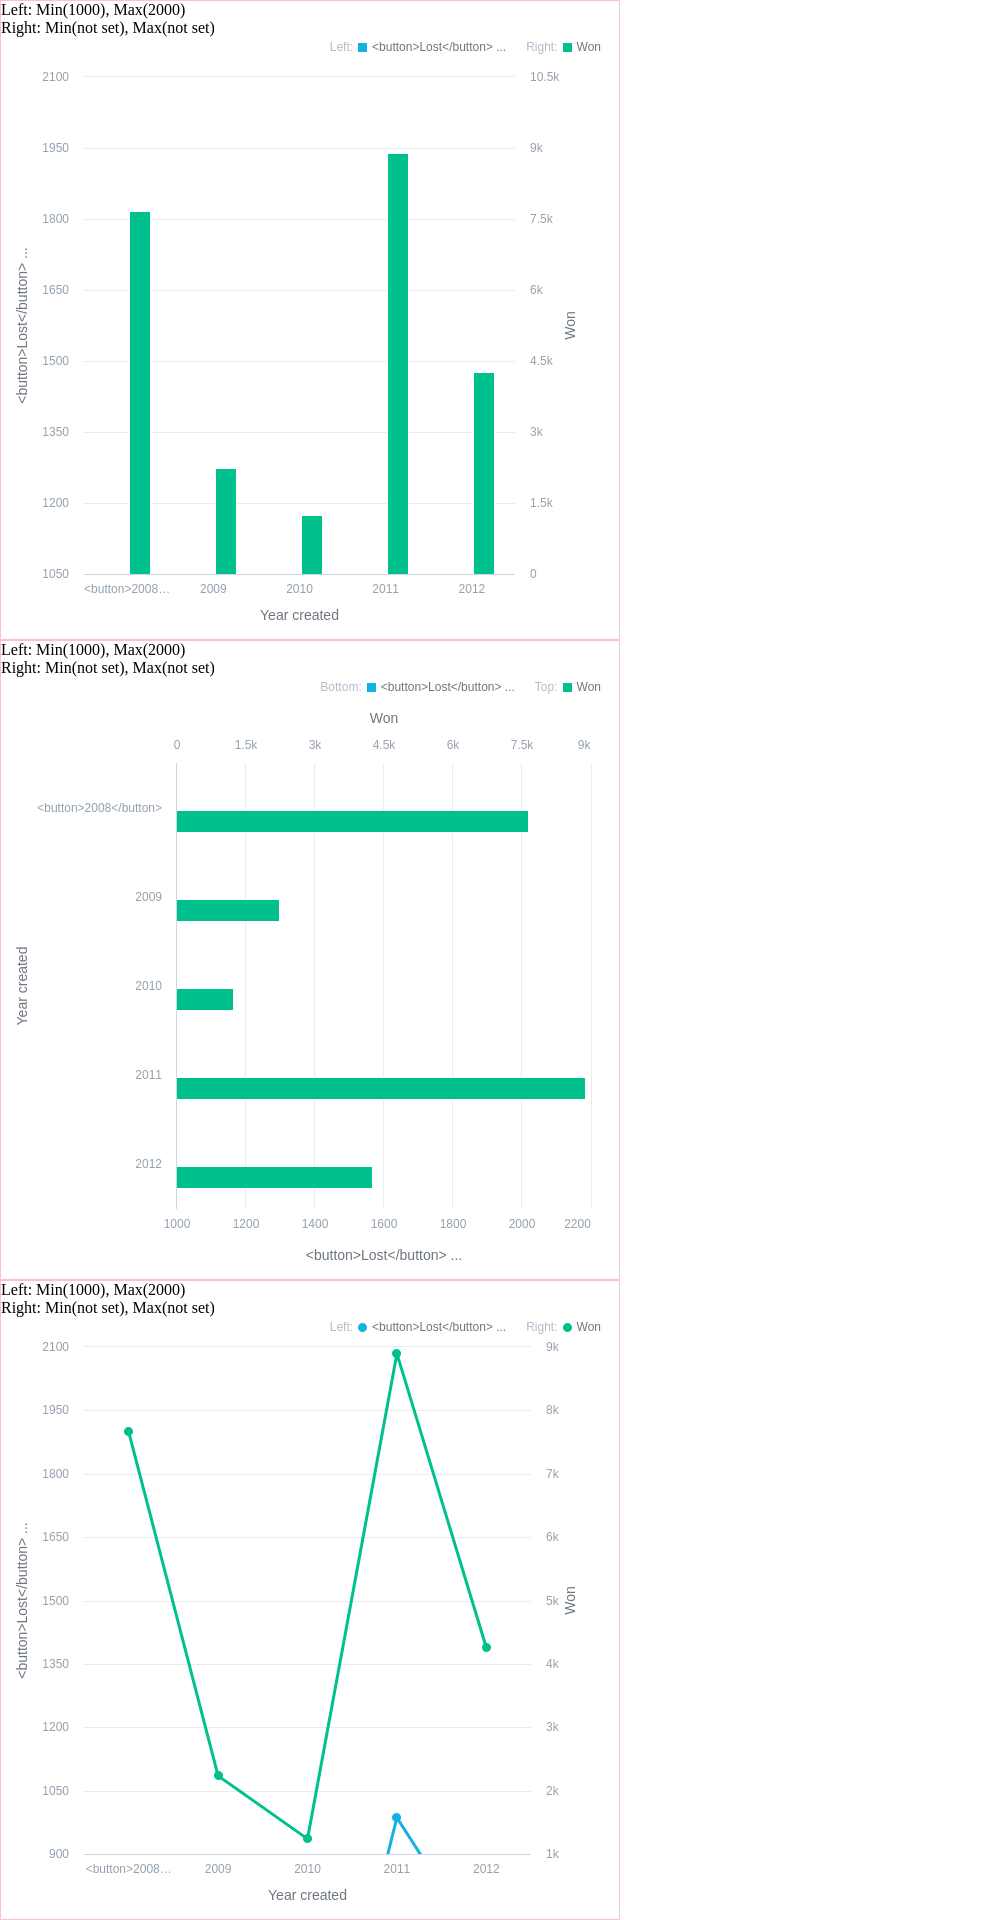 Left: Min(1000), Max(2000)
Right: Min(not set), Max(not set)
Left: <button>Lost</button> ... Right: Won
2100 10.5k
1950 9k
1800 7.5k
1650 6k
1500 4.5k
1350 3k
1200 1.5k
1050 0
<button>Lost</button> ...
Won
<button>2008… 2009 2010 2011 2012
Year created
Left: Min(1000), Max(2000)
Right: Min(not set), Max(not set)
Bottom: <button>Lost</button> ... Top: Won
Won
0 1.5k 3k 4.5k 6k 7.5k 9k
<button>2008</button>
2009
2010
2011
2012
Year created
1000 1200 1400 1600 1800 2000 2200
<button>Lost</button> ...
Left: Min(1000), Max(2000)
Right: Min(not set), Max(not set)
Left: <button>Lost</button> ... Right: Won
2100 9k
1950 8k
1800 7k
1650 6k
1500 5k
1350 4k
1200 3k
1050 2k
900 1k
<button>Lost</button> ...
Won
<button>2008… 2009 2010 2011 2012
Year created